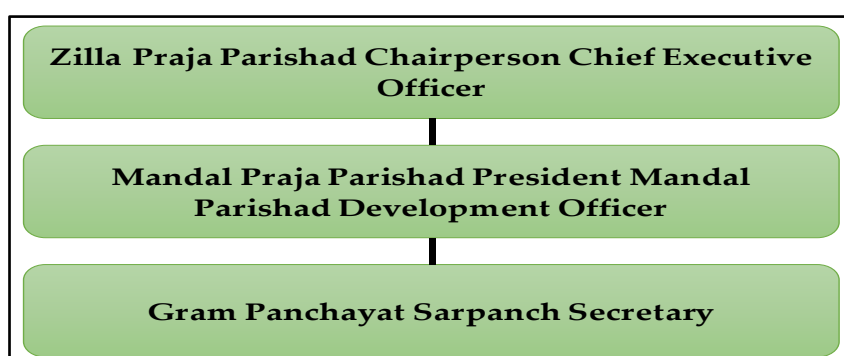 Zilla Praja Parishad Chairperson Chief Executive
Officer
Mandal Praja Parishad President Mandal
Parishad Development Officer
Gram Panchayat Sarpanch Secretary